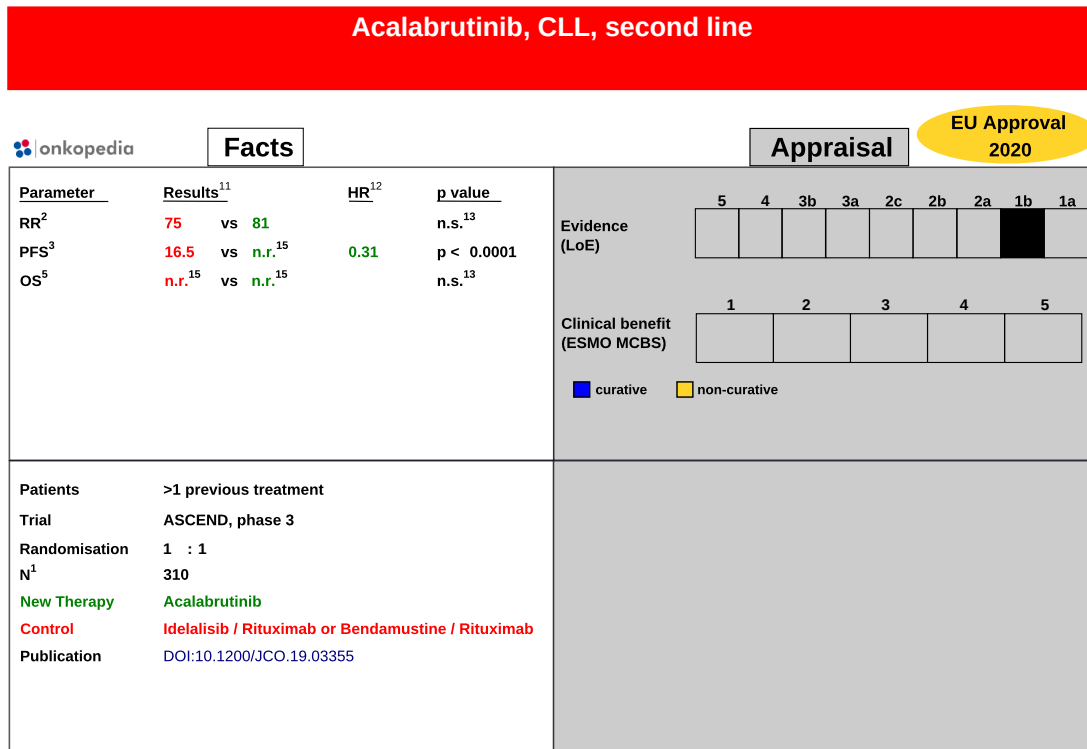 Acalabrutinib, CLL, second line
EU Approval
2020
onkopedia
Facts
Appraisal
Parameter Results11 HR12 p value
RR2 75 vs 81 n.s.13
PFS3 16.5 vs n.r.15 0.31 p < 0.0001
OS5 n.r.15 vs n.r.15 n.s.13
5 4 3b 3a 2c 2b 2a 1b 1a
Evidence
(LoE)
1 2 3 4 5
Clinical benefit
(ESMO MCBS)
curative non-curative
Patients >1 previous treatment
Trial ASCEND, phase 3
Randomisation 1 : 1
N1 310
New Therapy Acalabrutinib
Control Idelalisib / Rituximab or Bendamustine / Rituximab
Publication DOI:10.1200/JCO.19.03355